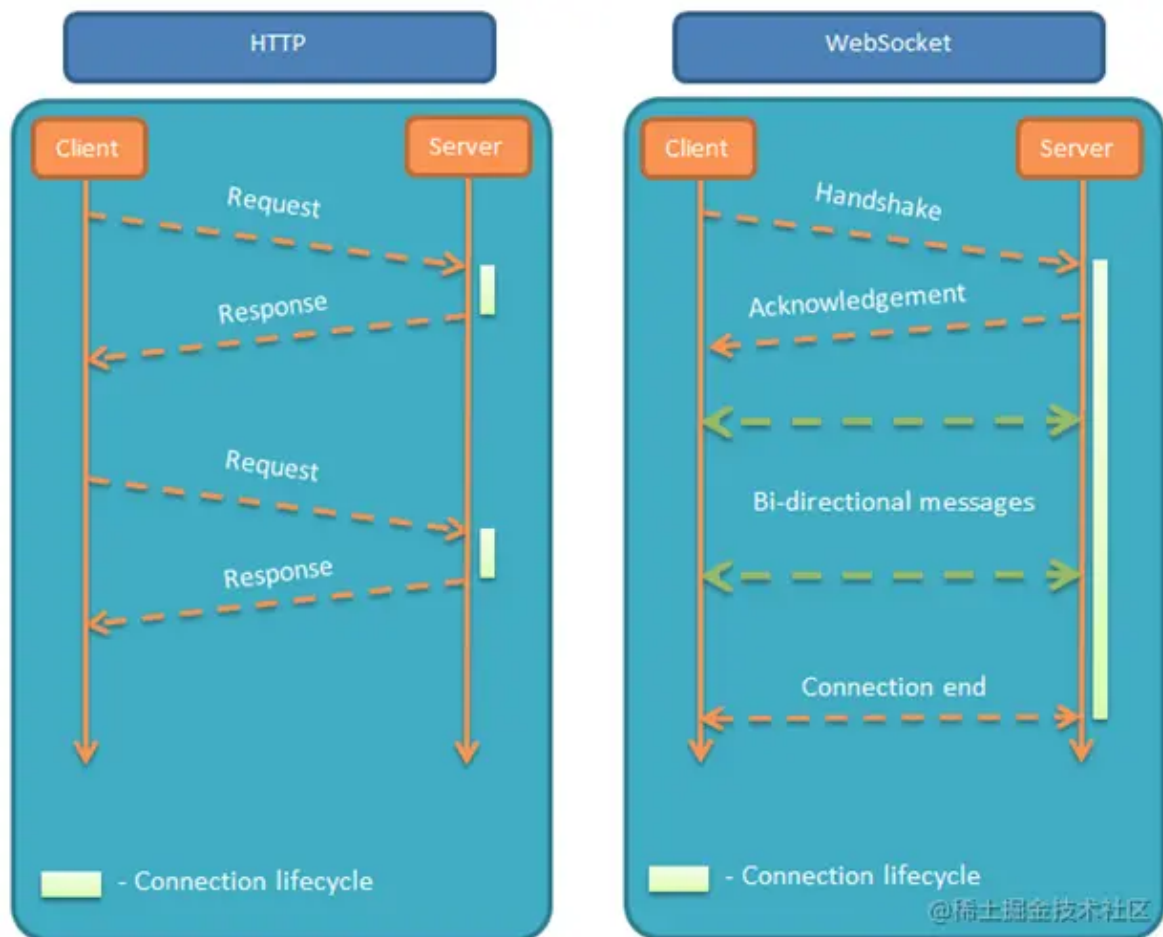 HTTP
Client
Server
Request
Response
Request
Response
- Connection lifecycle
WebSocket
Client
Server
Handshake
Acknowledgement
Bi-directional messages
Connection end
- Connection lifecycle
@稀土掘金技术社区